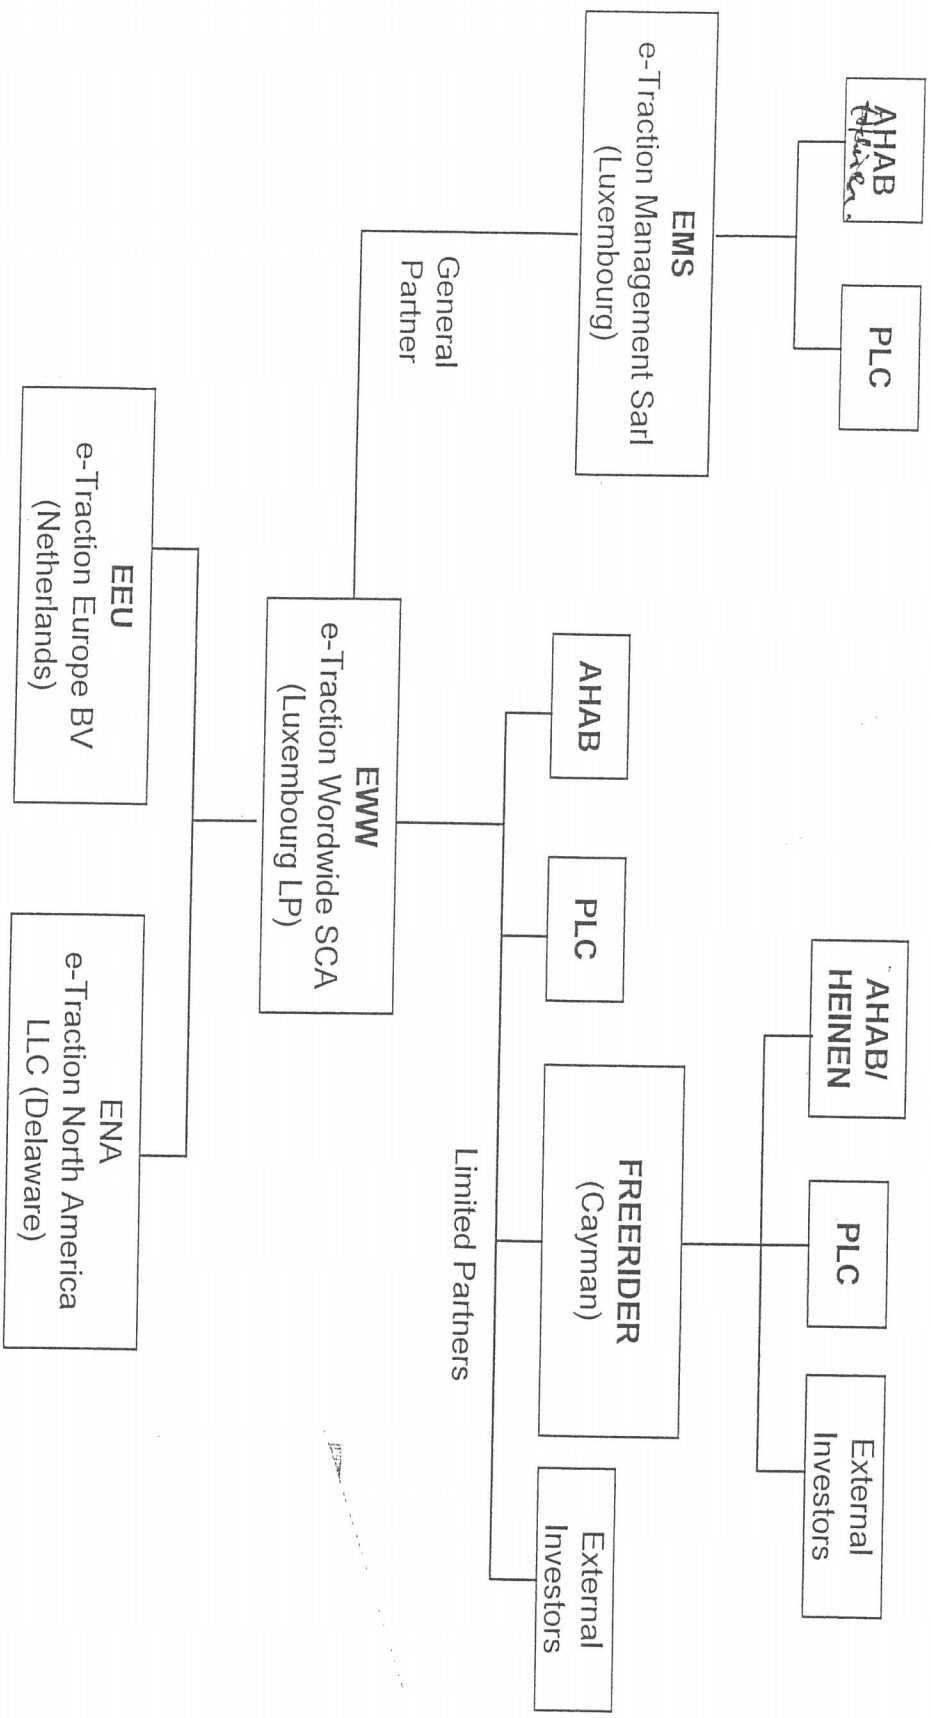 AHAB
PLC
EMS
e-Traction Management Sarl
(Luxembourg)
General
Partner
AHAB
PLC
AHAB/
HEINEN
PLC
External
Investors
FREERIDER
(Cayman)
External
Investors
Limited Partners
EWW
e-Traction Wordwide SCA
(Luxembourg LP)
EEU
e-Traction Europe BV
(Netherlands)
ENA
e-Traction North America
LLC (Delaware)